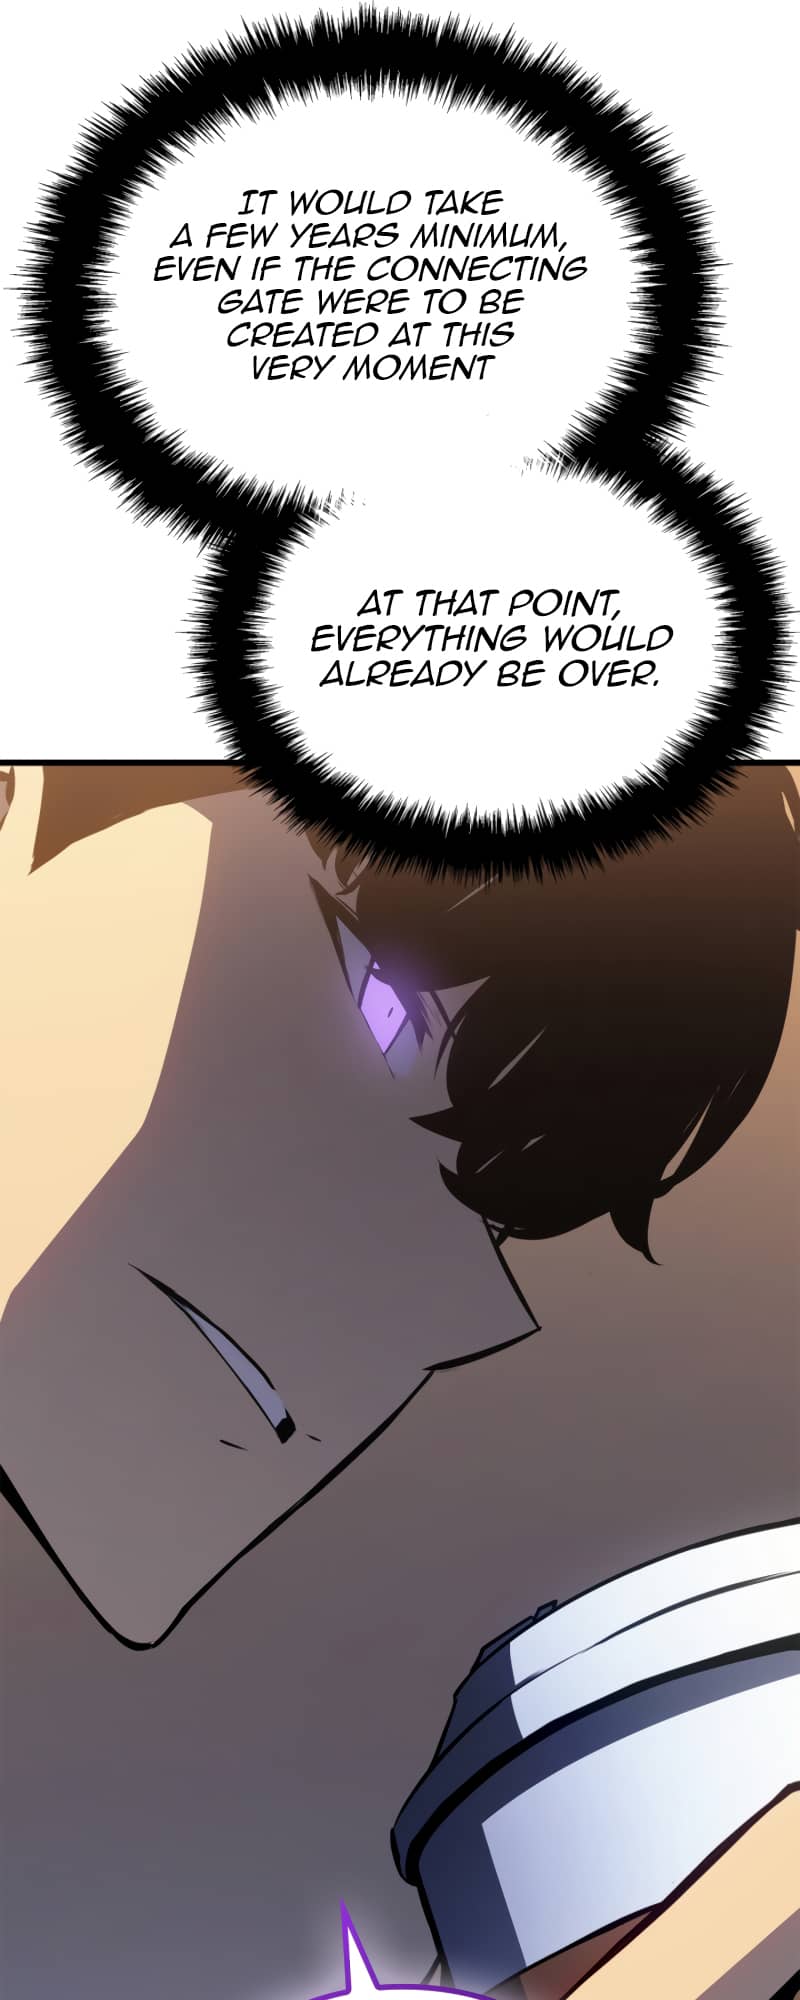 IT WOULD TAKE
A FEW YEARS MINIMUM,
EVEN IF THE CONNECTING
GATE WERE TO BE
CREATED AT THIS
VERY MOMENT
AT THAT POINT,
EVERYTHING WOULD
ALREADY BE OVER.